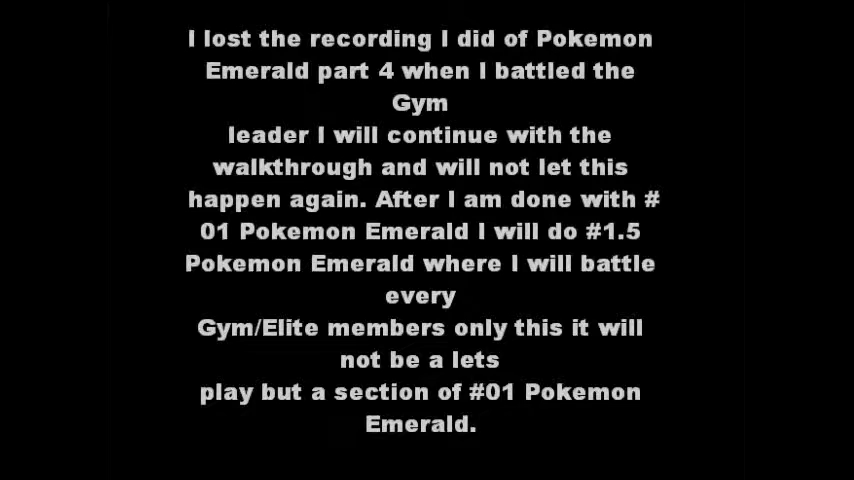 I lost the recording I did of Pokemon
Emerald part 4 when I battled the
Gym
leader I will continue with the
walkthrough and will not let this
happen again. After I am done with #
01 Pokemon Emerald I will do #1.5
Pokemon Emerald where I will battle
every
Gym/Elite members only this it will
not be a lets
play but a section of #01 Pokemon
Emerald.